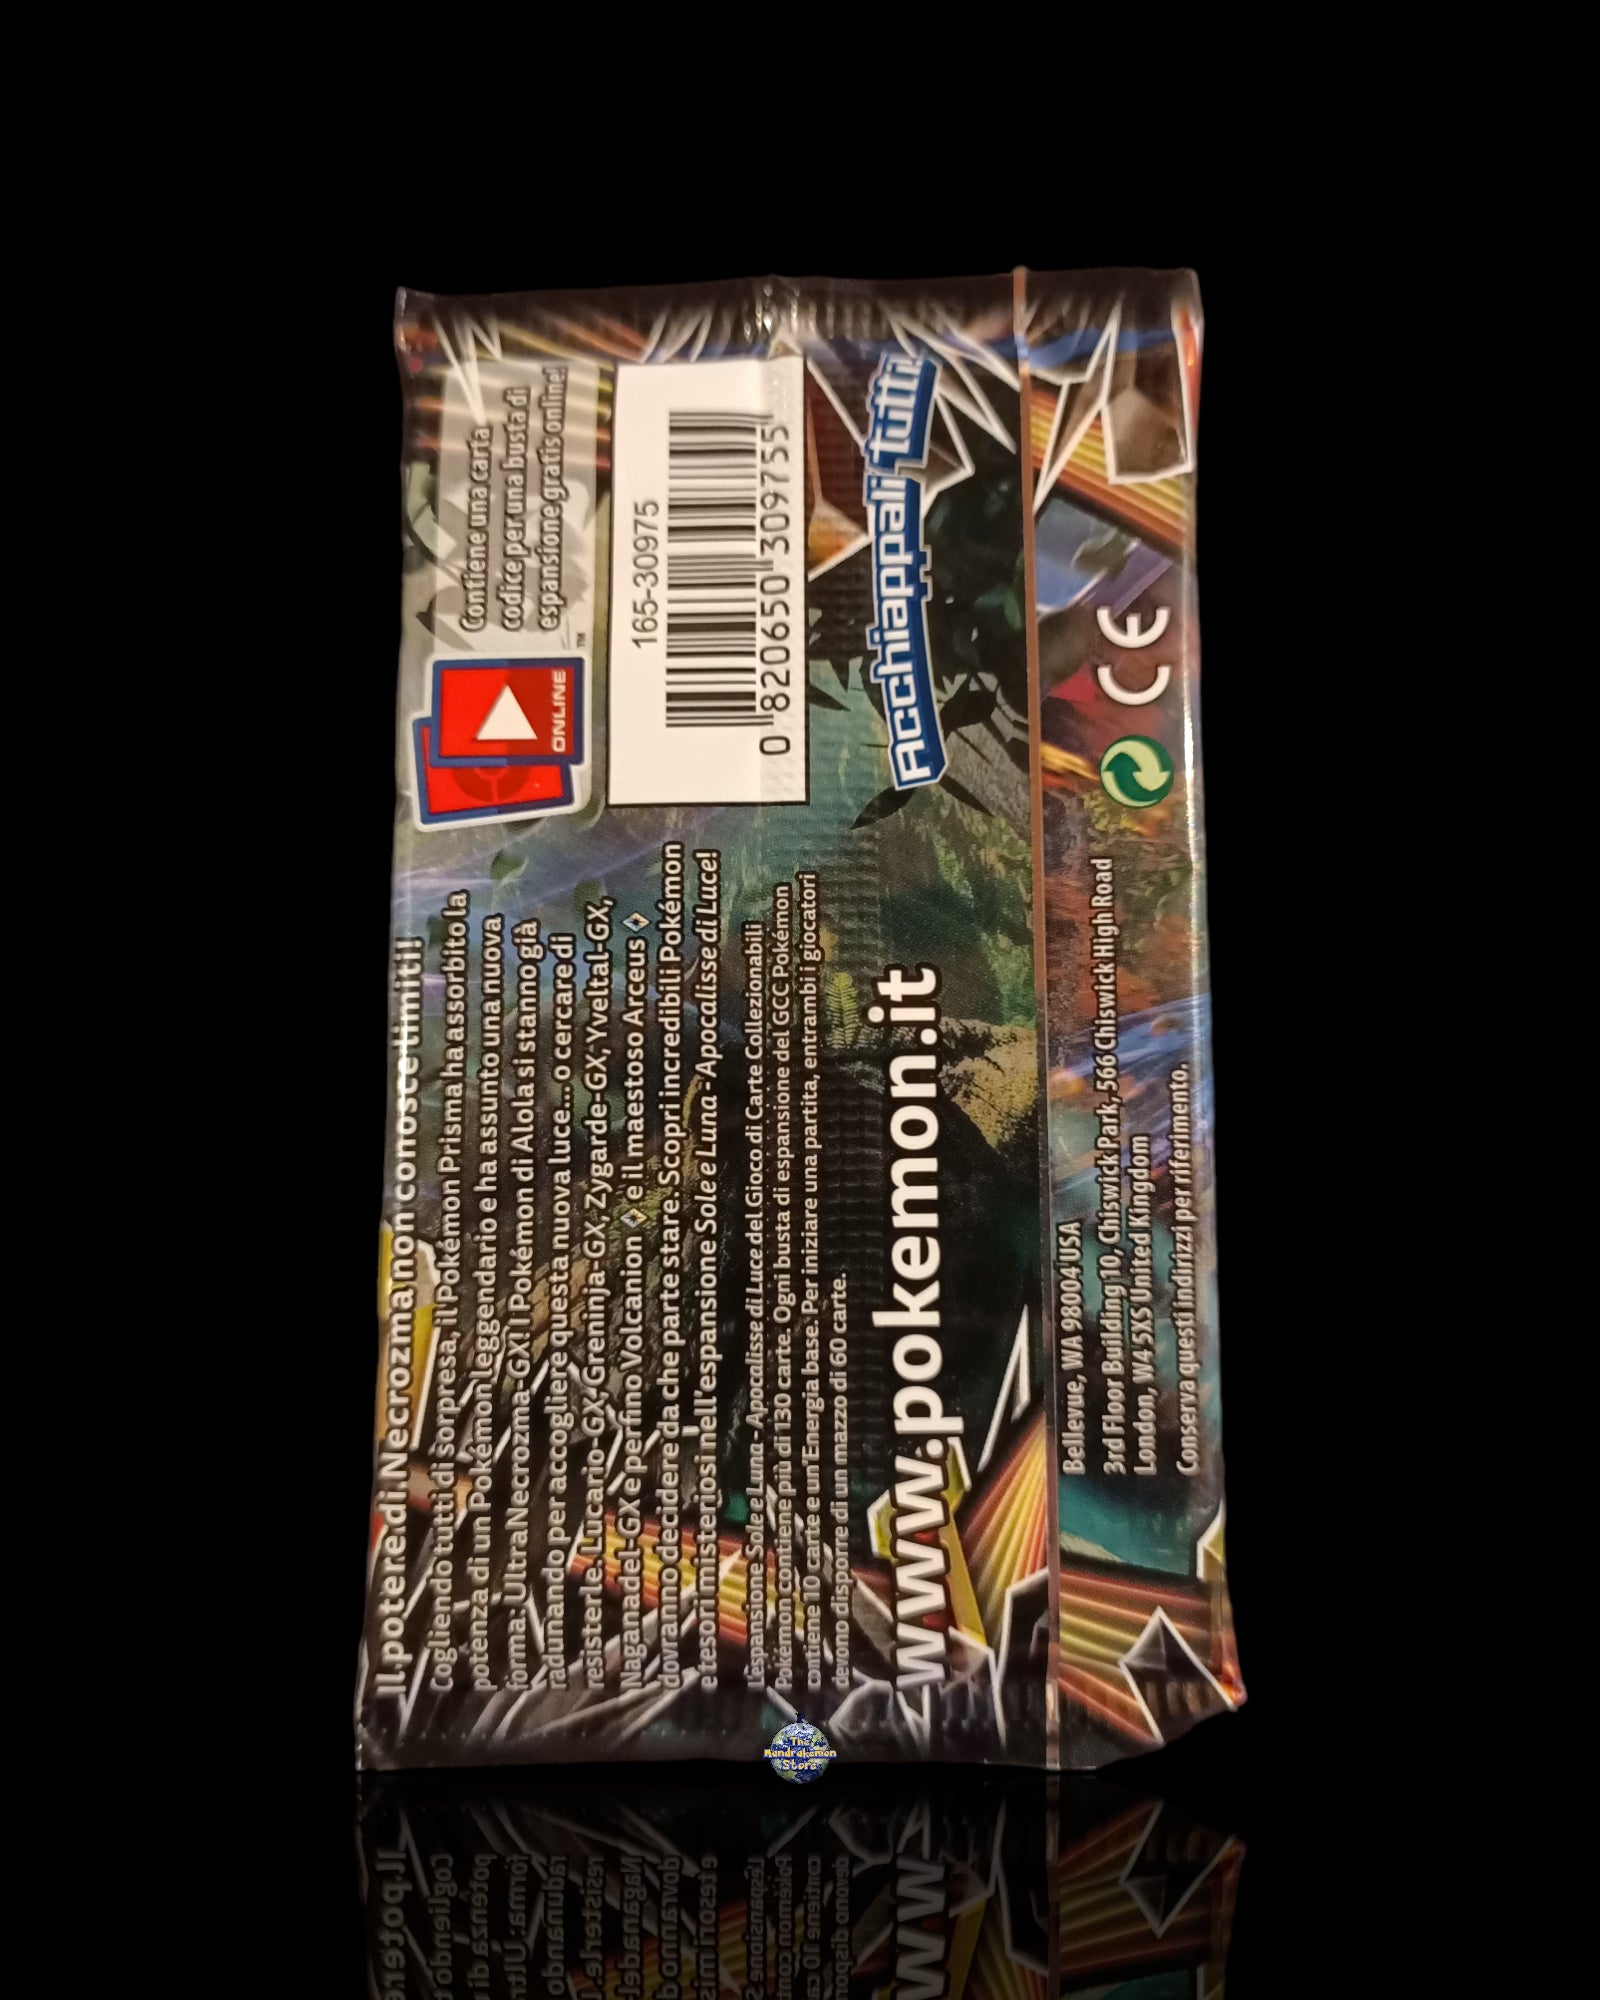 Il potere di Necrozma non conosce limiti!
Cogliendo tutti di sorpresa, il Pokémon Prisma ha assorbito la
potenza di un Pokémon leggendario e ha assunto una nuova
forma: UltraNecrozma-GX! I Pokémon di Alola si stanno già
radunando per accogliere questa nuova luce... o cercare di
resisterle. Lucario-GX, Greninja-GX, Zygarde-GX, Yveltal-GX,
Naganadel-GX e perfino Volcanion e il maestoso Arceus
dovranno decidere da che parte stare. Scopri incredibili Pokémon
e tesori misteriosi nell'espansione Sole e Luna - Apocalisse di Luce!
L'espansione Sole e Luna - Apocalisse di Luce del Gioco di Carte Collezionabili
Pokémon contiene più di 130 carte. Ogni busta di espansione del GCC Pokémon
contiene 10 carte e un'Energia base. Per iniziare una partita, entrambi i giocatori
devono disporre di un mazzo di 60 carte.
www.pokemon.it
ONLINE
TM
Contiene una carta
codice per una busta di
espansione gratis online!
165-30975
0 820650 309755
Acchiappali tutti!
Bellevue, WA 98004 USA
3rd Floor Building 10, Chiswick Park, 566 Chiswick High Road
London, W4 5XS United Kingdom
Conserva questi indirizzi per riferimento.
CE
The
Mandrakemon
Store